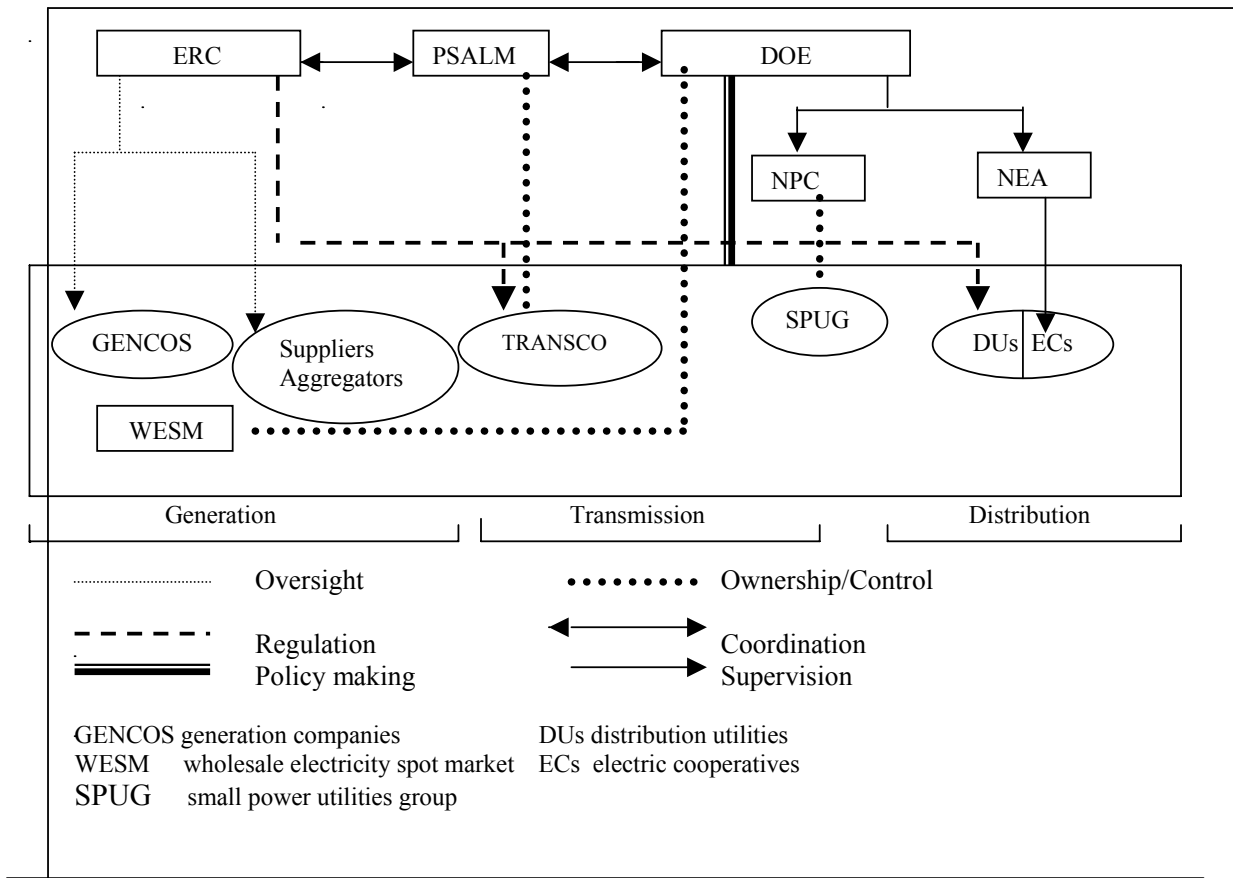 ERC PSALM DOE
NPC NEA
GENCOS Suppliers Aggregators TRANSCO SPUG DUs ECs
WESM
Generation Transmission Distribution
Oversight Ownership/Control
Regulation Coordination
Policy making Supervision
GENCOS generation companies DUs distribution utilities
WESM wholesale electricity spot market ECs electric cooperatives
SPUG small power utilities group